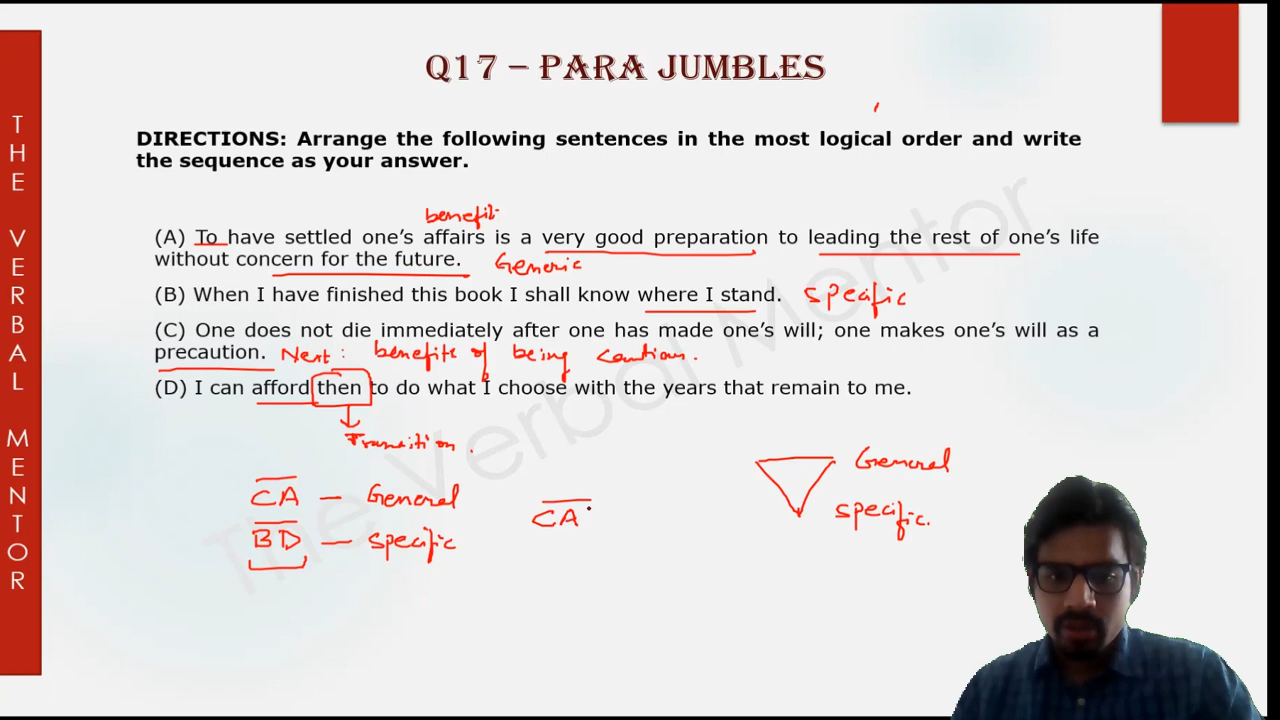 THE VERBAL MENTOR
Q17 – PARA JUMBLES
DIRECTIONS: Arrange the following sentences in the most logical order and write
the sequence as your answer.
benefit
(A) To have settled one's affairs is a very good preparation to leading the rest of one's life
without concern for the future. Generic
(B) When I have finished this book I shall know where I stand. specific
(C) One does not die immediately after one has made one's will; one makes one's will as a
precaution. Next: benefits of being cautious.
(D) I can afford then to do what I choose with the years that remain to me.
Transition.
General
CA — General
CA
specific.
BD — specific
The Verbal Mentor